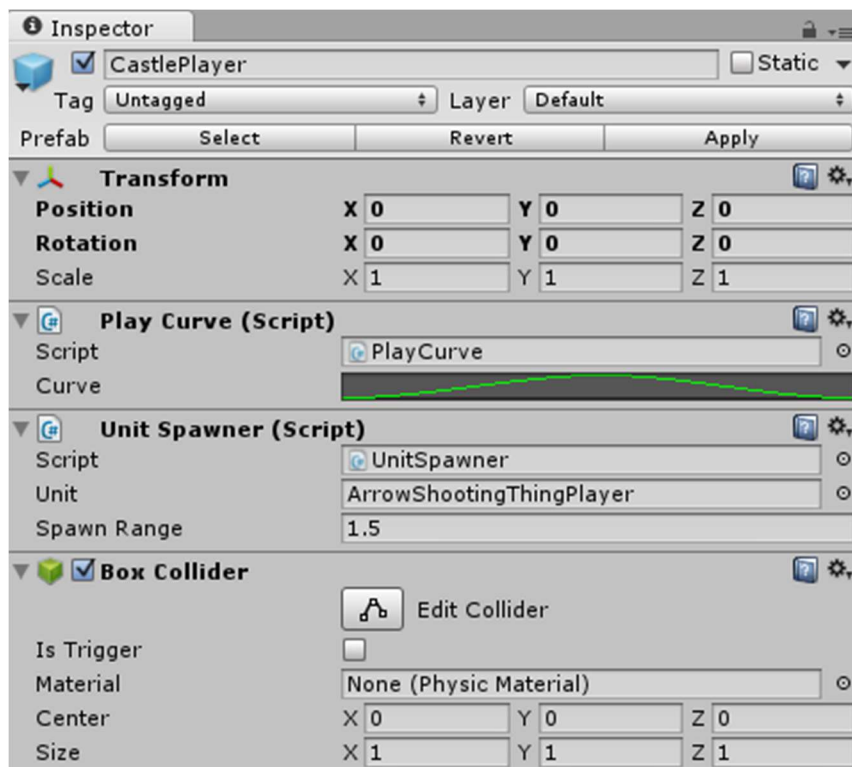 Inspector
CastlePlayer Static
Tag Untagged Layer Default
Prefab Select Revert Apply
Transform
Position X 0 Y 0 Z 0
Rotation X 0 Y 0 Z 0
Scale X 1 Y 1 Z 1
Play Curve (Script)
Script PlayCurve
Curve
Unit Spawner (Script)
Script UnitSpawner
Unit ArrowShootingThingPlayer
Spawn Range 1.5
Box Collider
Edit Collider
Is Trigger
Material None (Physic Material)
Center X 0 Y 0 Z 0
Size X 1 Y 1 Z 1